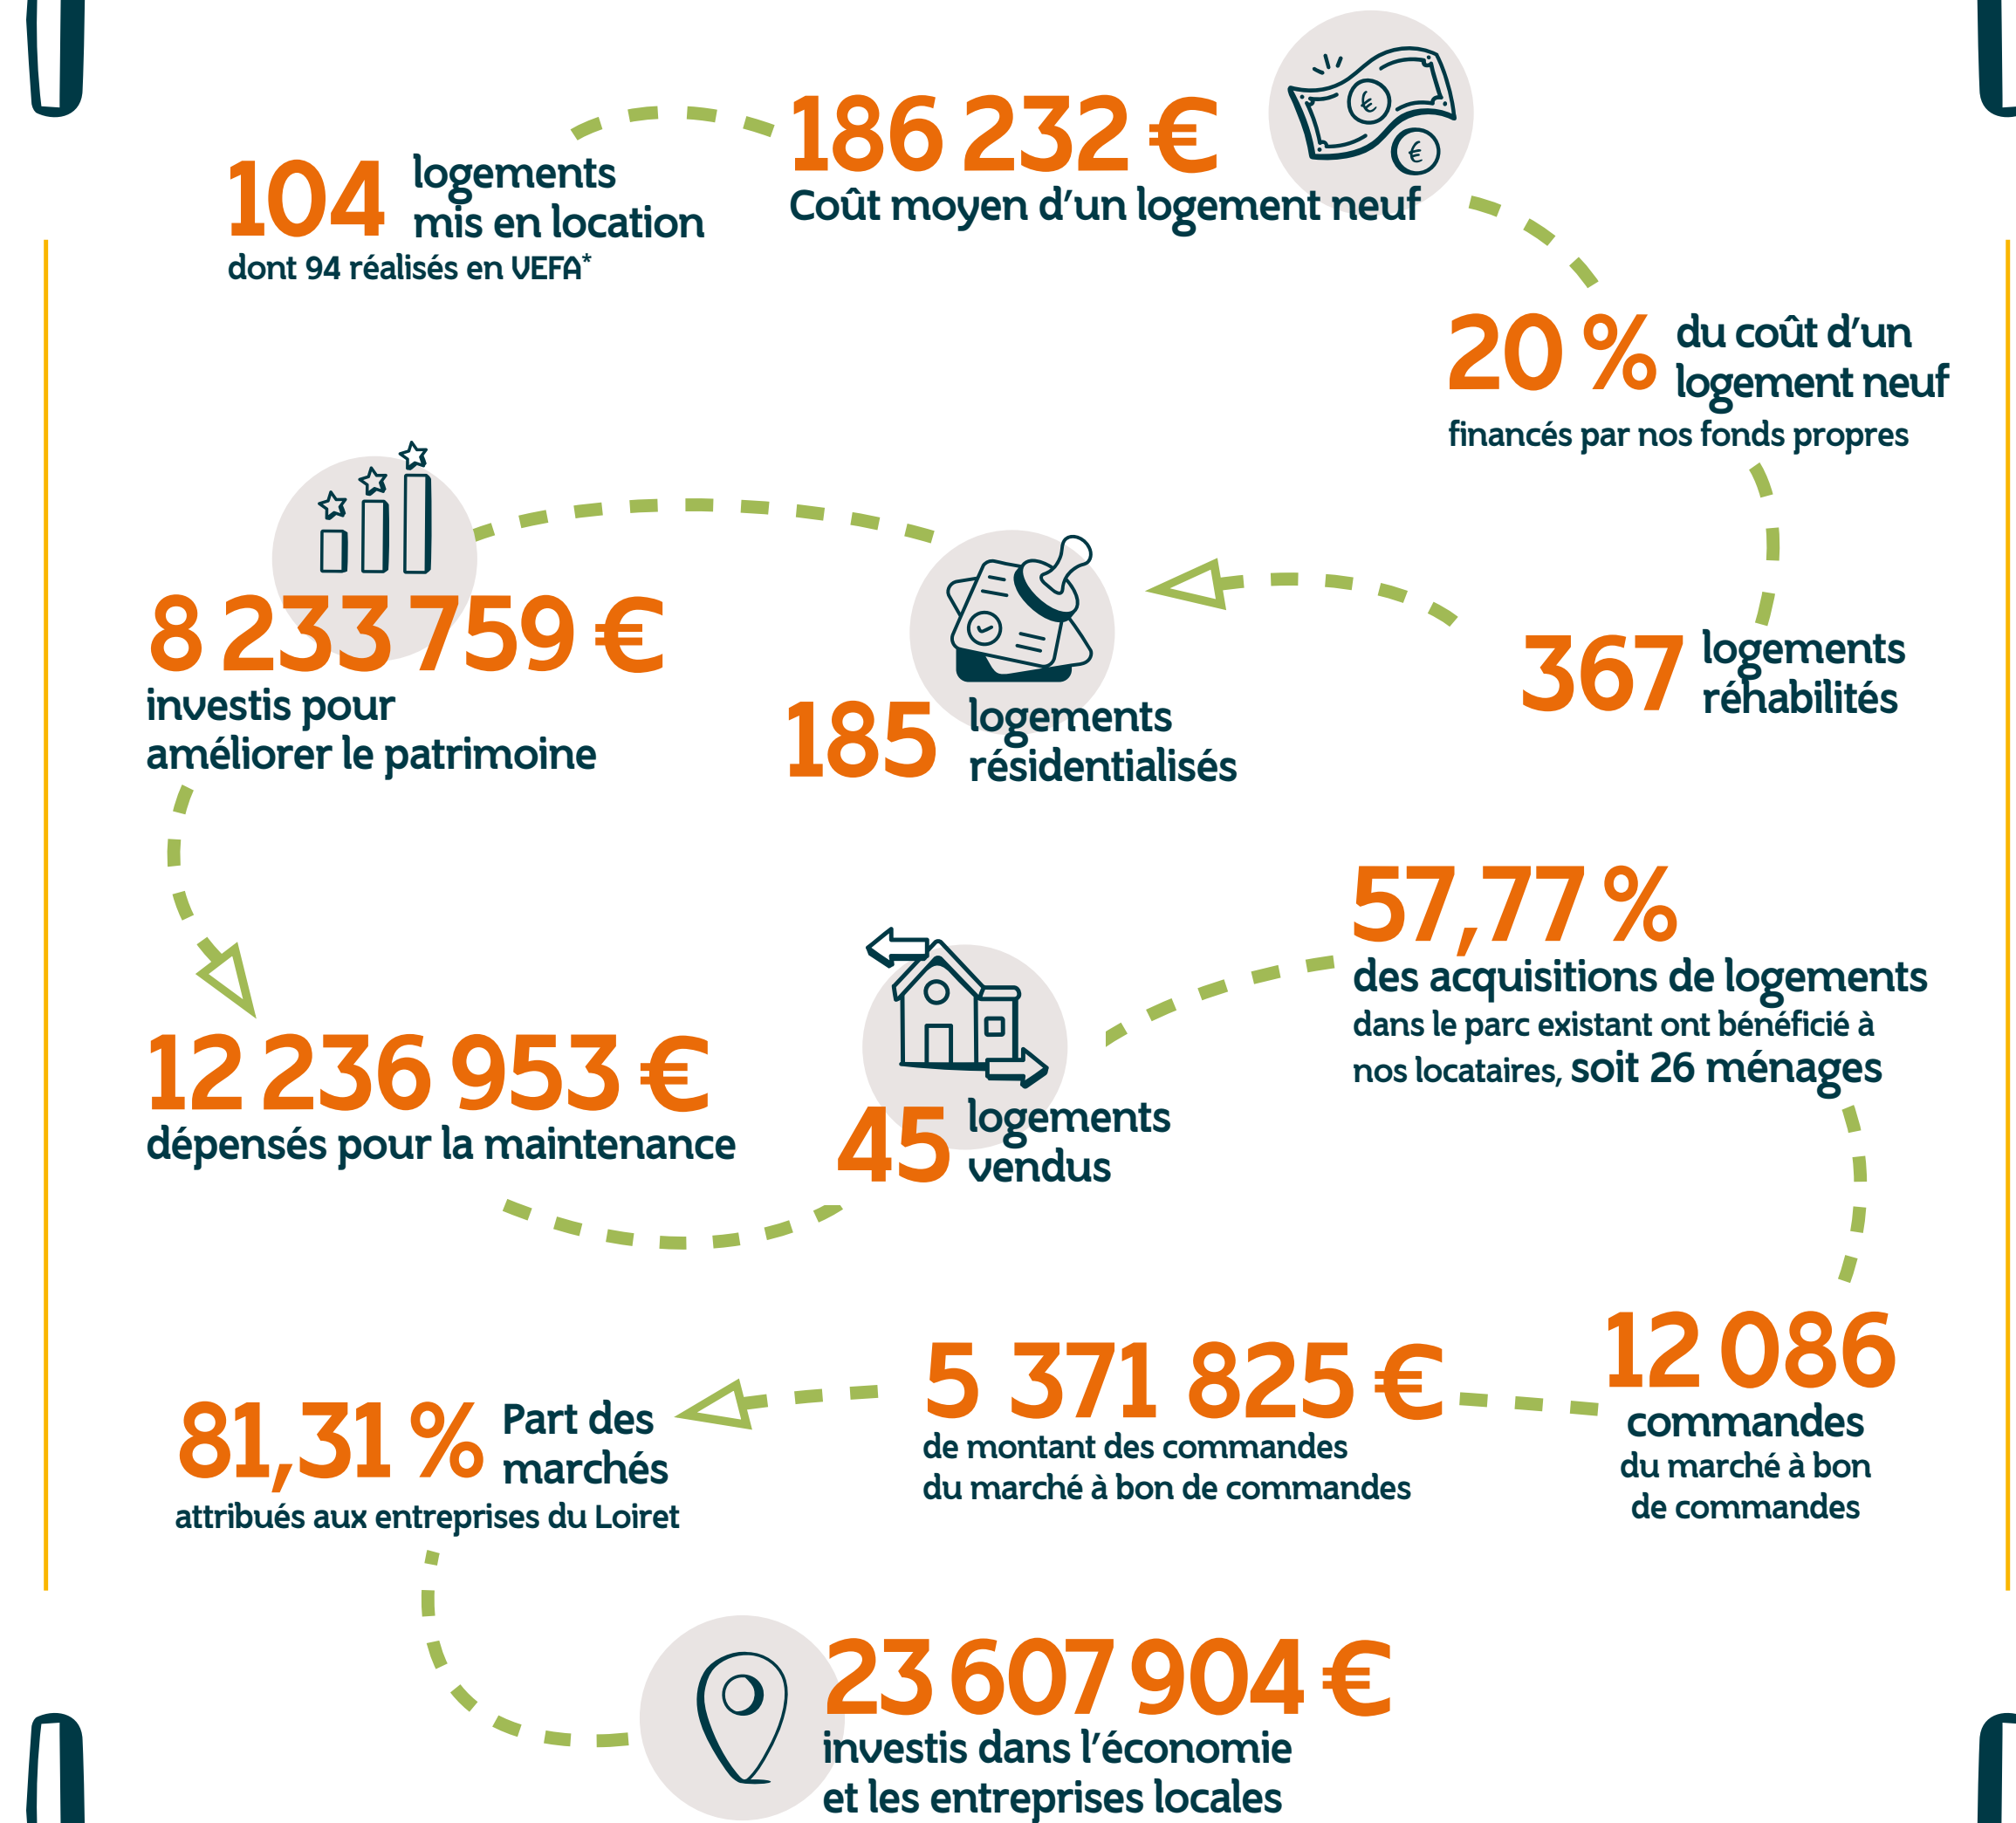 104 logements
mis en location
dont 94 réalisés en VEFA*
186 232 €
Coût moyen d’un logement neuf
20 % du coût d’un
logement neuf
financés par nos fonds propres
367 logements
réhabilités
185 logements
résidentialisés
8 233 759 €
investis pour
améliorer le patrimoine
12 236 953 €
dépensés pour la maintenance
45 logements
vendus
57,77 %
des acquisitions de logements
dans le parc existant ont bénéficié à
nos locataires, soit 26 ménages
12 086
commandes
du marché à bon
de commandes
5 371 825 €
de montant des commandes
du marché à bon de commandes
81,31 % Part des
marchés
attribués aux entreprises du Loiret
23 607 904 €
investis dans l’économie
et les entreprises locales